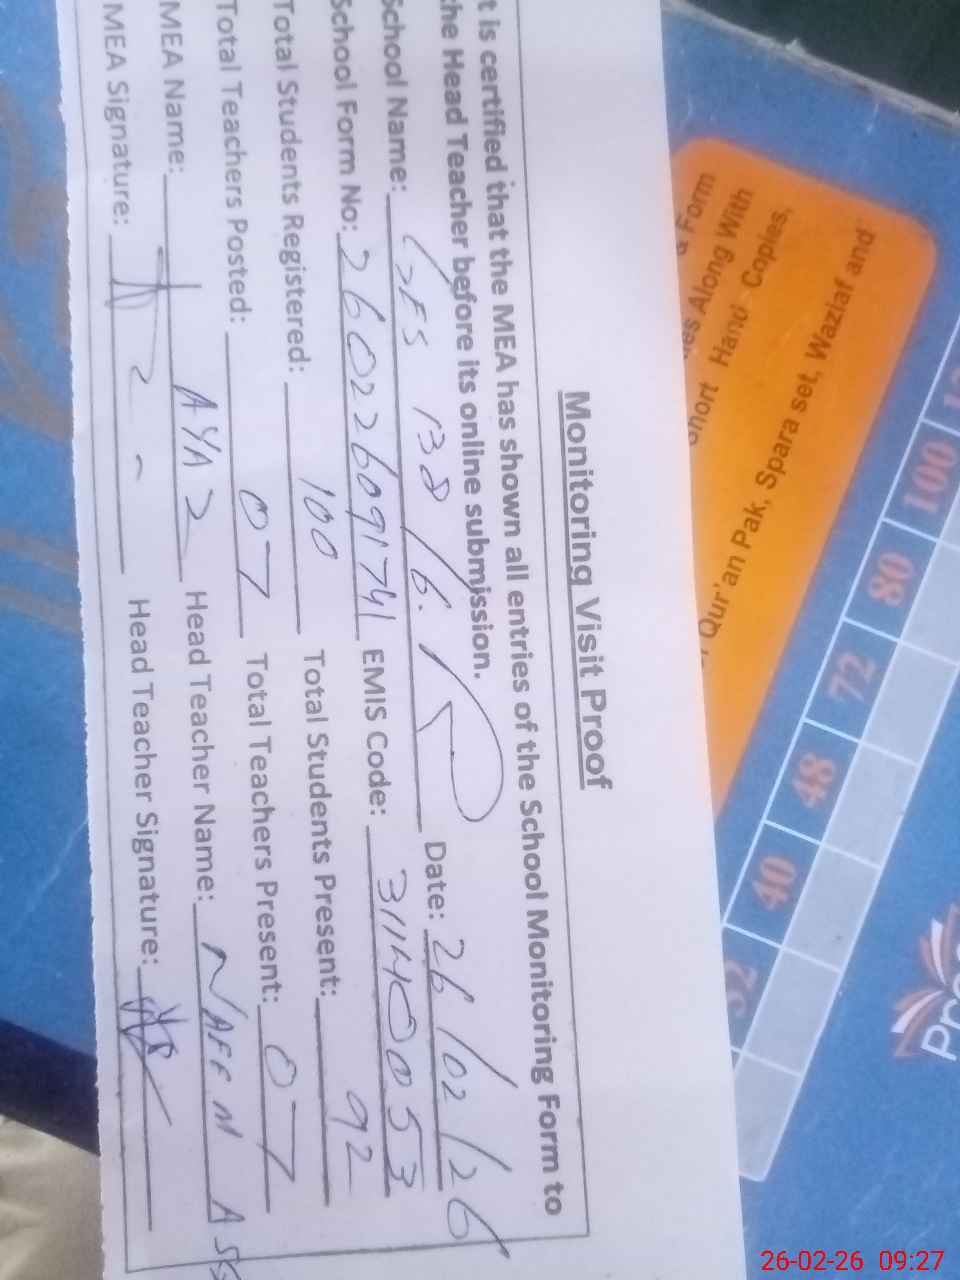 Monitoring Visit Proof
t is certified that the MEA has shown all entries of the School Monitoring Form to
the Head Teacher before its online submission.
School Name: GES 138/6.R Date: 26/02/26
School Form No: 26022609174 EMIS Code: 31140053
Total Students Registered: 100 Total Students Present: 92
Total Teachers Posted: 07 Total Teachers Present: 07
MEA Name: AYAZ Head Teacher Name: NAEEM
MEA Signature: Head Teacher Signature:
Form
es Along With
Short Hand Copies,
Qur'an Pak, Spara set, Wazlaf and
100
80
72
48
40
32
26-02-26 09:27